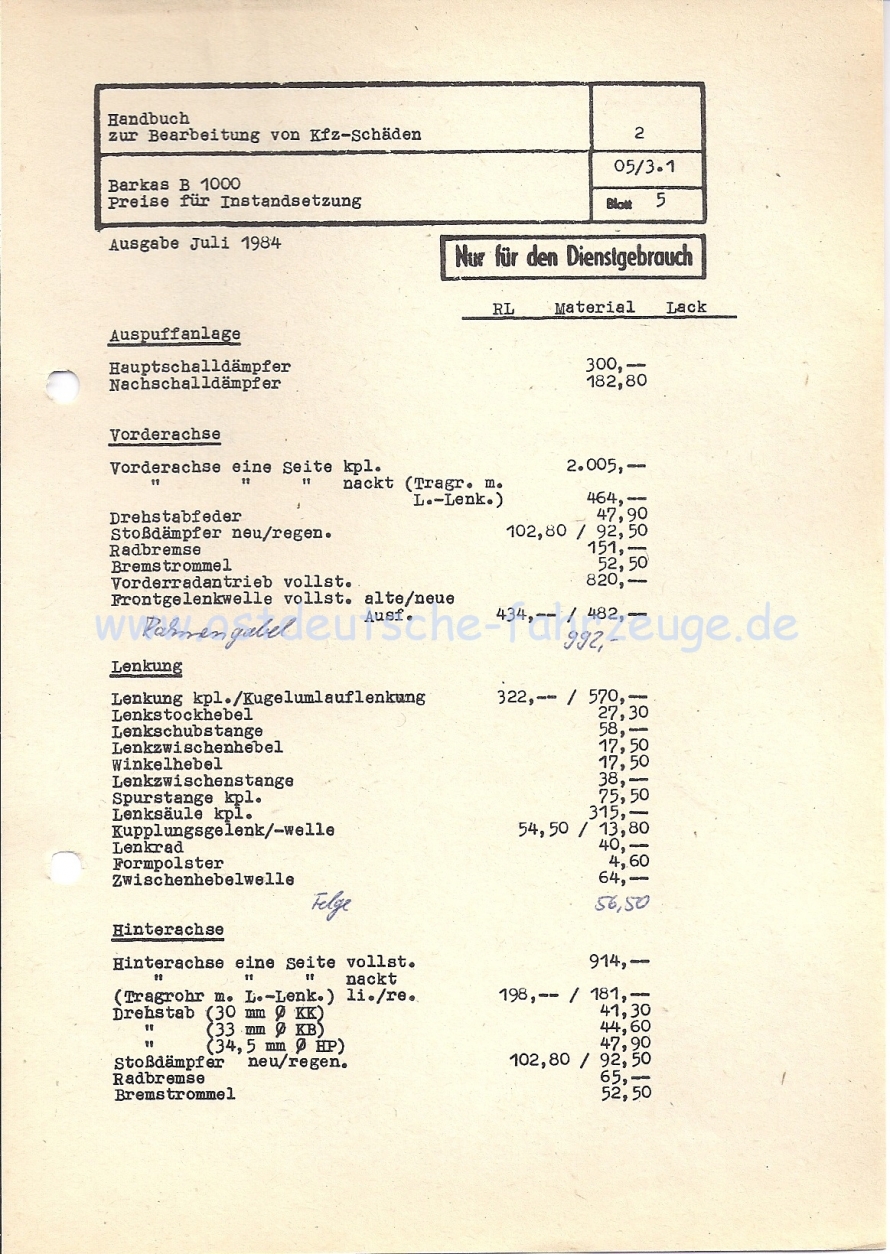 Handbuch
zur Bearbeitung von Kfz-Schäden
2
Barkas B 1000
Preise für Instandsetzung
05/3.1
Blatt 5
Ausgabe Juli 1984
Nur für den Dienstgebrauch
RL Material Lack
Auspuffanlage
Hauptschalldämpfer 300,--
Nachschalldämpfer 182,80
Vorderachse
Vorderachse eine Seite kpl. 2.005,--
" " " nackt (Tragr. m.
L.-Lenk.) 464,--
Drehstabfeder 47,90
Stoßdämpfer neu/regen. 102,80 / 92,50
Radbremse 151,--
Bremstrommel 52,50
Vorderradantrieb vollst. 820,--
Frontgelenkwelle vollst. alte/neue
Ausf. 434,-- / 482,--
www.ostdeutsche-fahrzeuge.de
Rahmengabel 992,-
Lenkung
Lenkung kpl./Kugelumlauflenkung 322,-- / 570,--
Lenkstockhebel 27,30
Lenkschubstange 58,--
Lenkzwischenhebel 17,50
Winkelhebel 17,50
Lenkzwischenstange 38,--
Spurstange kpl. 75,50
Lenksäule kpl. 315,--
Kupplungsgelenk/-welle 54,50 / 13,80
Lenkrad 40,--
Formpolster 4,60
Zwischenhebelwelle 64,--
Felge 56,50
Hinterachse
Hinterachse eine Seite vollst. 914,--
" " " nackt
(Tragrohr m. L.-Lenk.) li./re. 198,-- / 181,--
Drehstab (30 mm Ø KK) 41,30
" (33 mm Ø KB) 44,60
" (34,5 mm Ø HP) 47,90
Stoßdämpfer neu/regen. 102,80 / 92,50
Radbremse 65,--
Bremstrommel 52,50